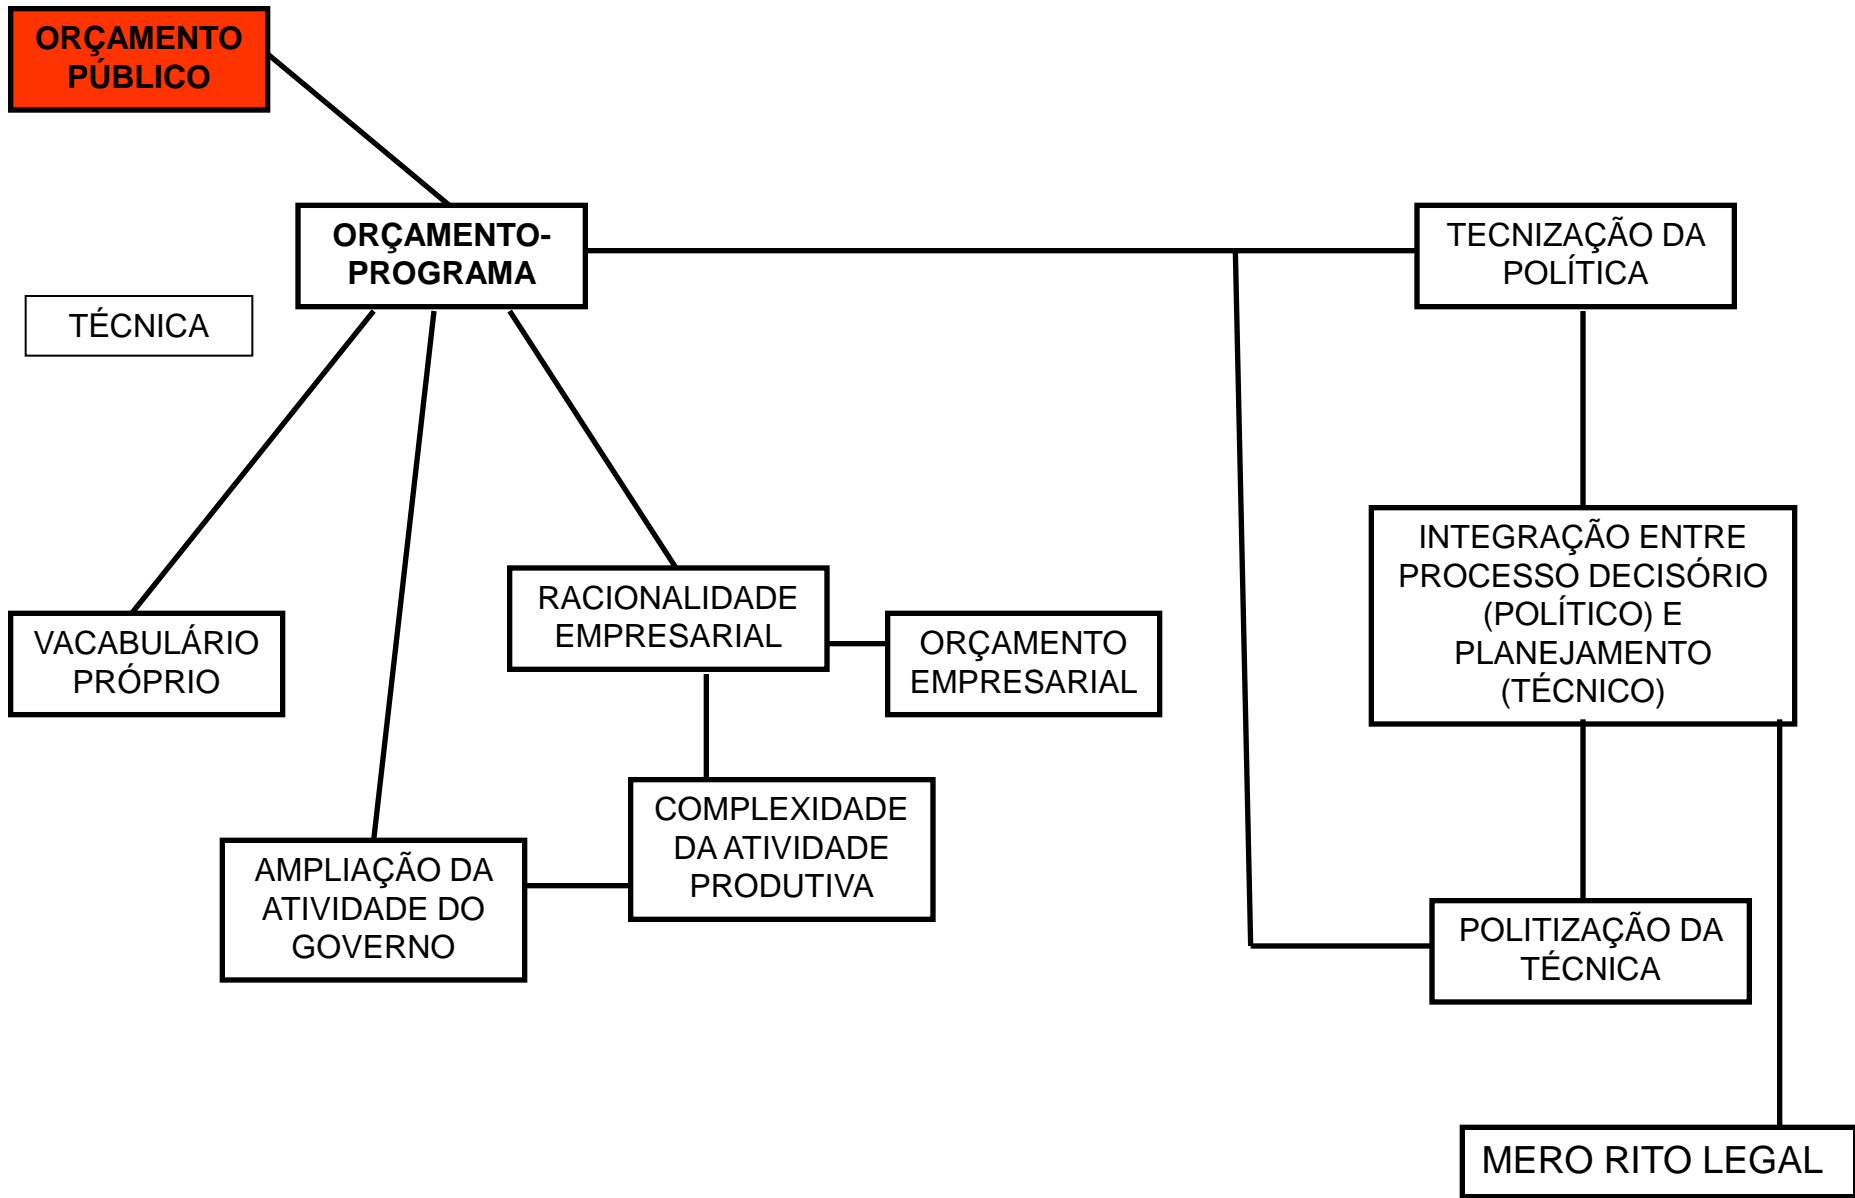 ORÇAMENTO
PÚBLICO
ORÇAMENTO-
PROGRAMA
TECNIZAÇÃO DA
POLÍTICA
TÉCNICA
INTEGRAÇÃO ENTRE
PROCESSO DECISÓRIO
(POLÍTICO) E
PLANEJAMENTO
(TÉCNICO)
RACIONALIDADE
EMPRESARIAL
VACABULÁRIO
PRÓPRIO
ORÇAMENTO
EMPRESARIAL
COMPLEXIDADE
DA ATIVIDADE
PRODUTIVA
AMPLIAÇÃO DA
ATIVIDADE DO
GOVERNO
POLITIZAÇÃO DA
TÉCNICA
MERO RITO LEGAL